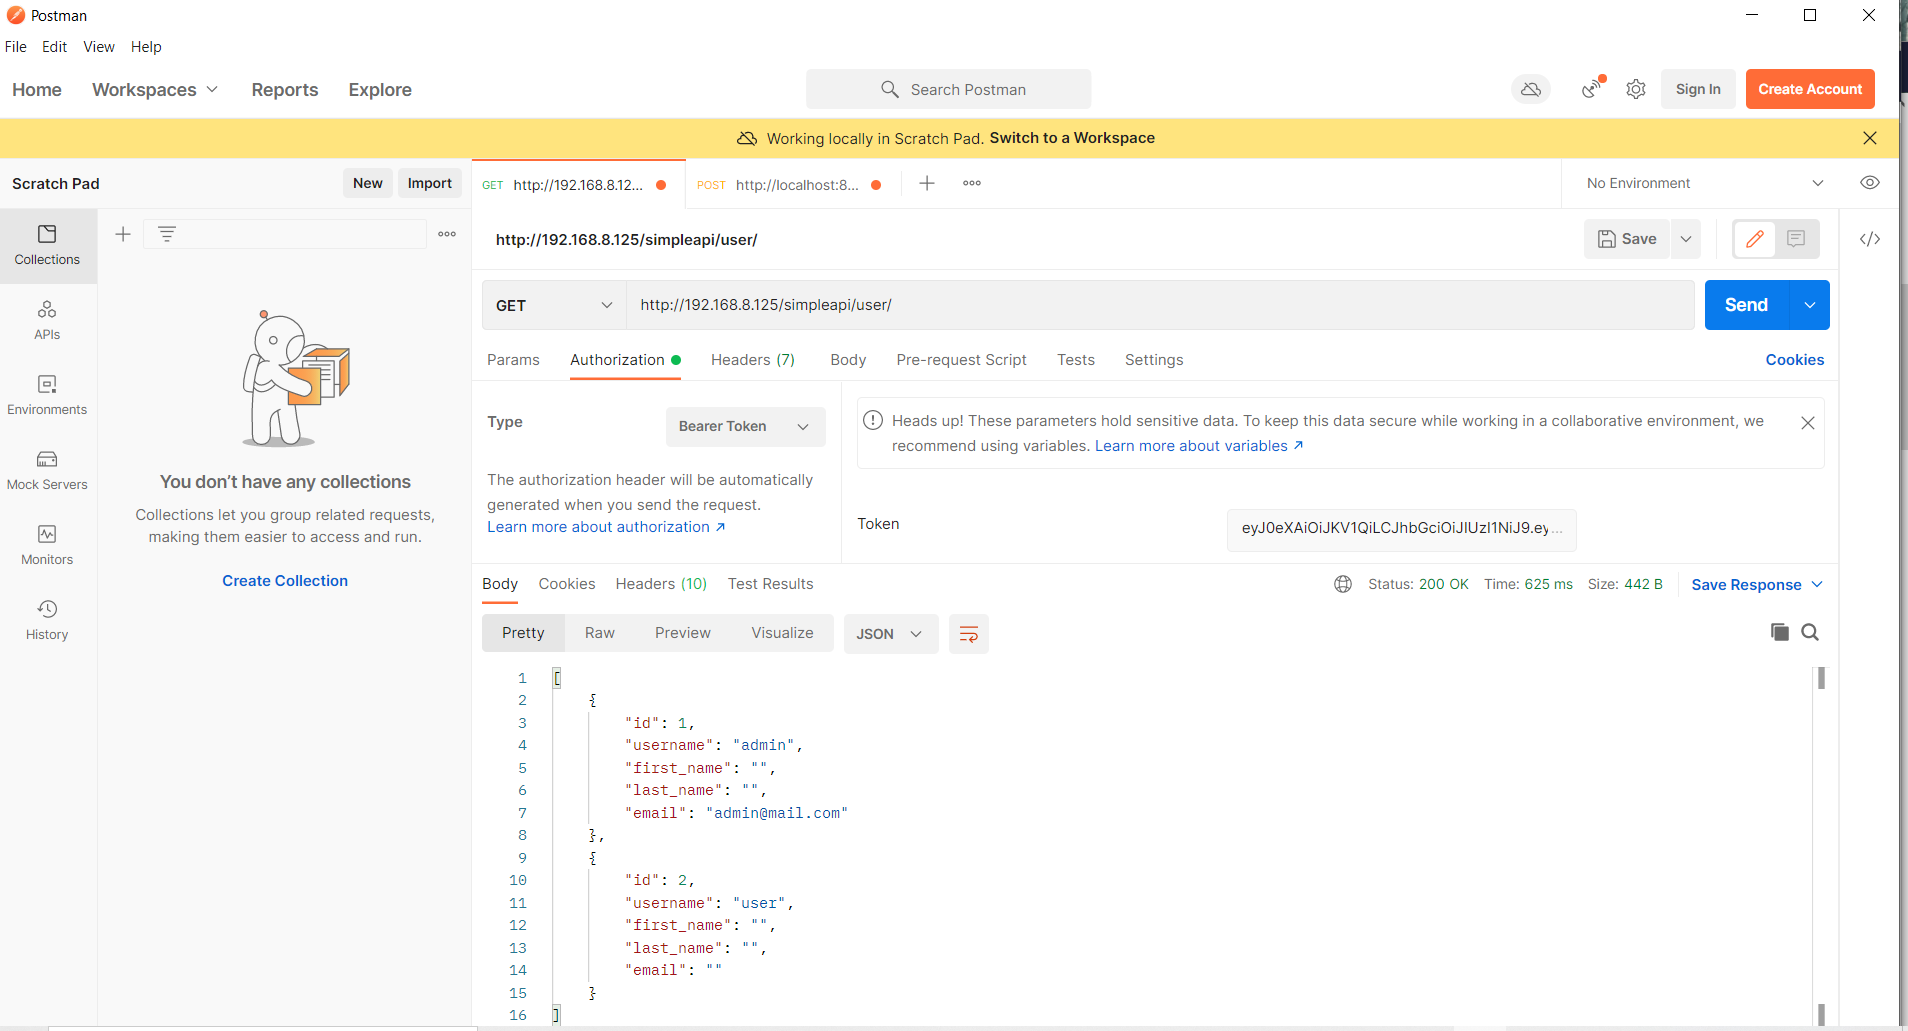 Postman
File Edit View Help
Home Workspaces Reports Explore
Search Postman
Sign In
Create Account
Working locally in Scratch Pad. Switch to a Workspace
Scratch Pad
New
Import
GET http://192.168.8.12...
POST http://localhost:8...
No Environment
Collections
APIs
Environments
Mock Servers
Monitors
History
You don't have any collections
Collections let you group related requests,
making them easier to access and run.
Create Collection
http://192.168.8.125/simpleapi/user/
Save
GET
http://192.168.8.125/simpleapi/user/
Send
Params Authorization Headers (7) Body Pre-request Script Tests Settings
Cookies
Type
Bearer Token
The authorization header will be automatically
generated when you send the request.
Learn more about authorization ↗
Heads up! These parameters hold sensitive data. To keep this data secure while working in a collaborative environment, we
recommend using variables. Learn more about variables ↗
Token
eyJ0eXAiOiJKV1QiLCJhbGciOiJIUzI1NiJ9.ey...
Body Cookies Headers (10) Test Results
Status: 200 OK Time: 625 ms Size: 442 B
Save Response
Pretty Raw Preview Visualize
JSON
1 [
2 {
3 "id": 1,
4 "username": "admin",
5 "first_name": "",
6 "last_name": "",
7 "email": "admin@mail.com"
8 },
9 {
10 "id": 2,
11 "username": "user",
12 "first_name": "",
13 "last_name": "",
14 "email": ""
15 }
16 ]